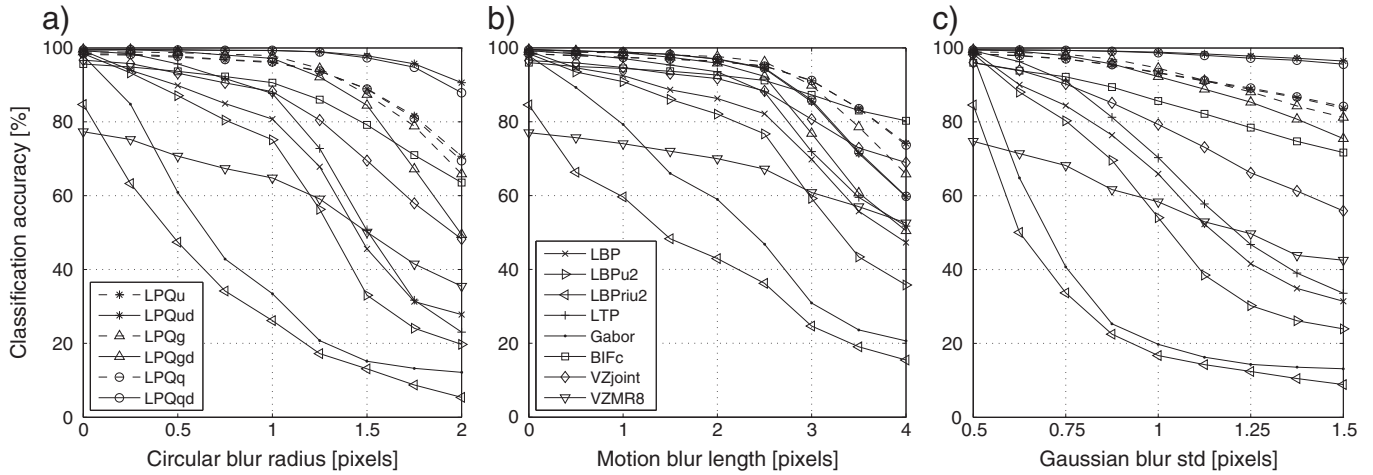 a)
Classification accuracy [%]
100
80
60
40
20
0
LPQu
LPQud
LPQg
LPQgd
LPQq
LPQqd
0 0.5 1 1.5 2
Circular blur radius [pixels]
b)
100
80
60
40
20
0
LBP
LBPu2
LBPriu2
LTP
Gabor
BIFc
VZjoint
VZMR8
0 1 2 3 4
Motion blur length [pixels]
c)
100
80
60
40
20
0
0.5 0.75 1 1.25 1.5
Gaussian blur std [pixels]